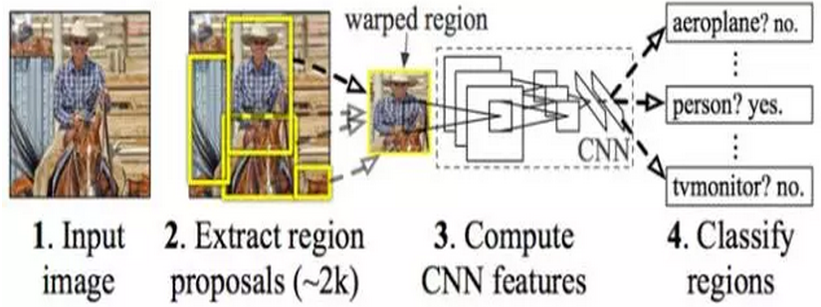 warped region
aeroplane? no.
person? yes.
CNN
tvmonitor? no.
1. Input
image
2. Extract region
proposals (~2k)
3. Compute
CNN features
4. Classify
regions